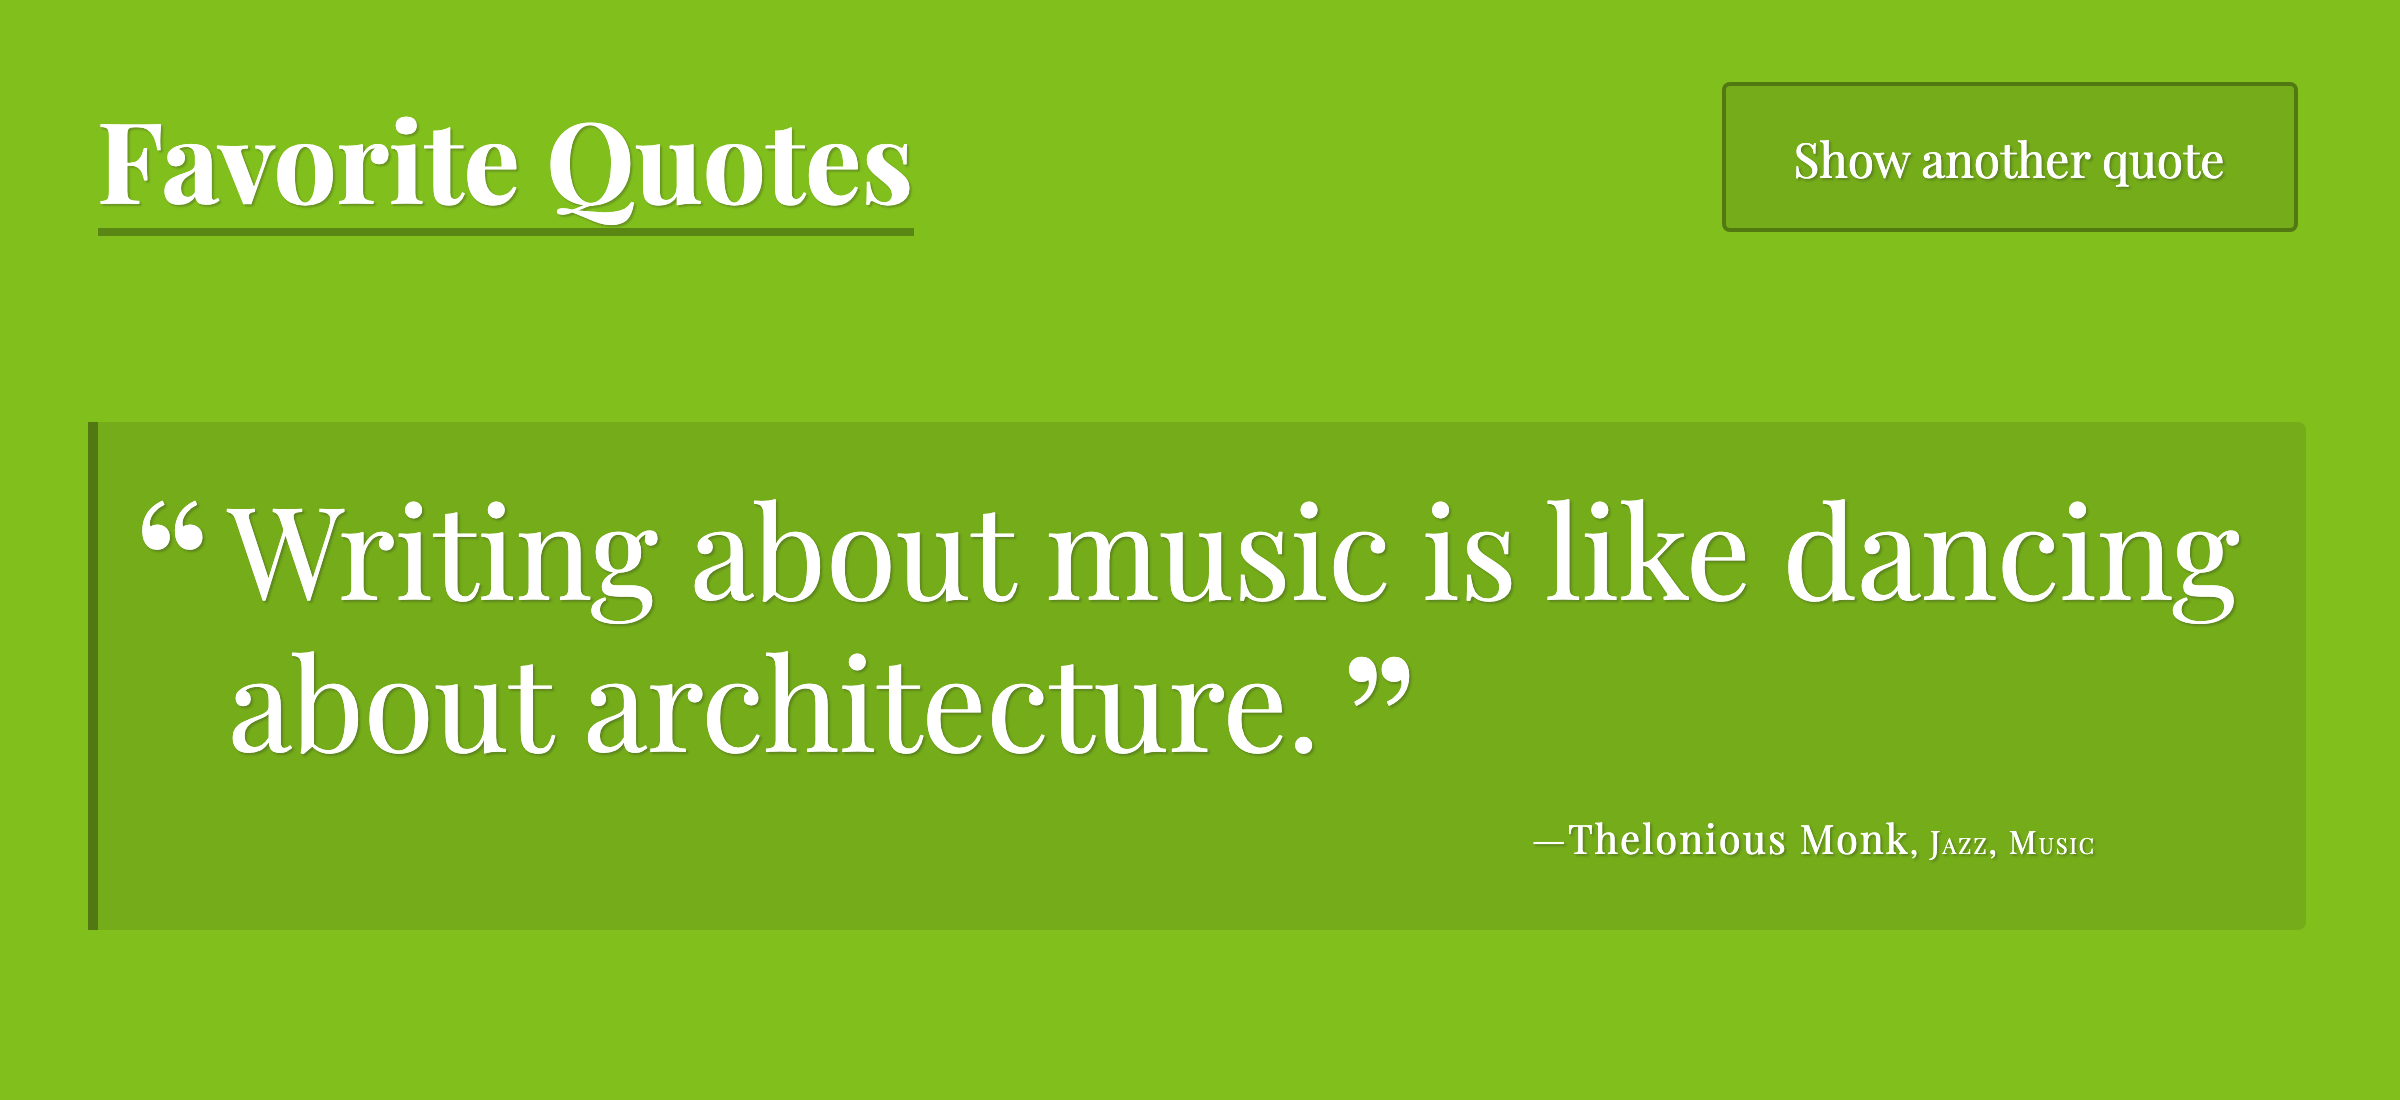 Favorite Quotes
Show another quote
“Writing about music is like dancing
about architecture.”
—Thelonious Monk, Jazz, Music